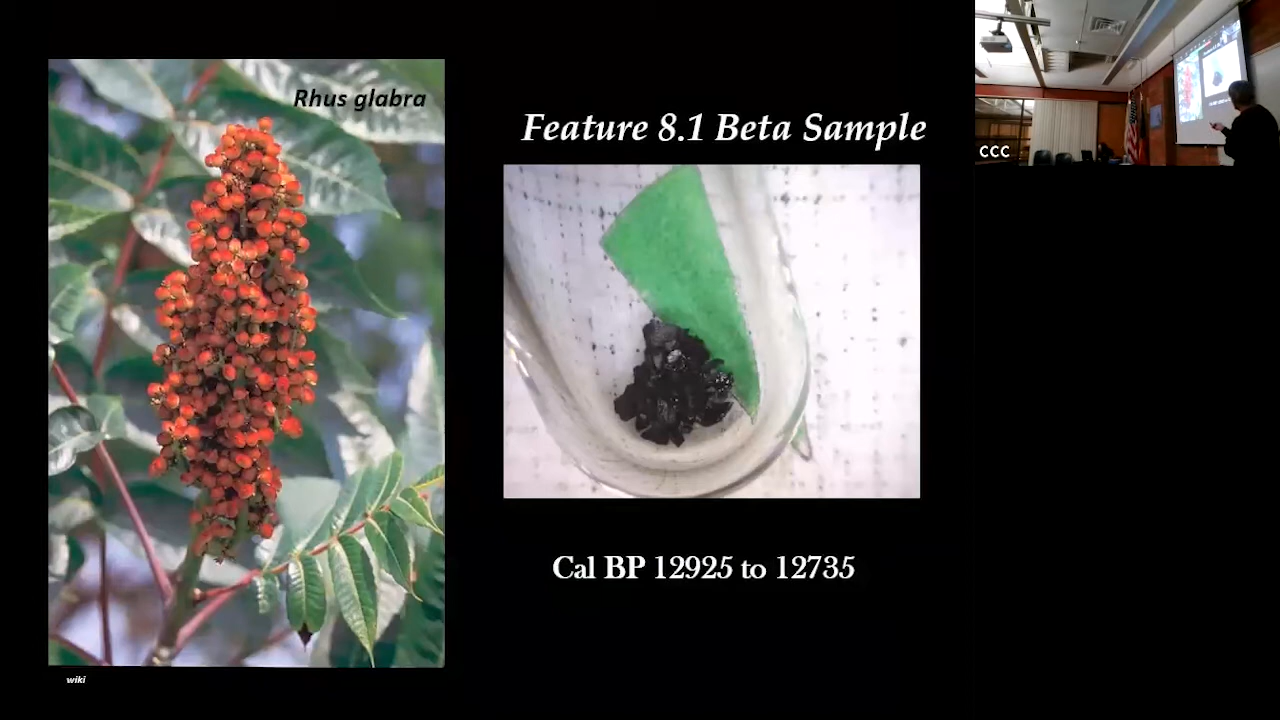 Rhus glabra
Feature 8.1 Beta Sample
CCC
Cal BP 12925 to 12735
wiki